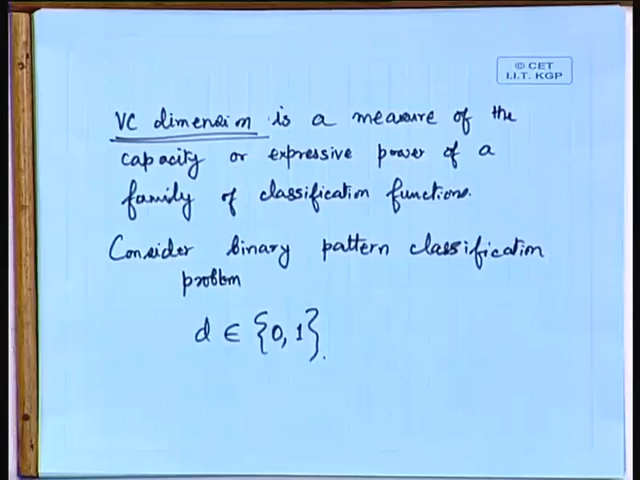 © CET
I.I.T. KGP
VC dimension is a measure of the
capacity or expressive power of a
family of classification functions.
Consider binary pattern classification
problm
d ∈ {0, 1}.